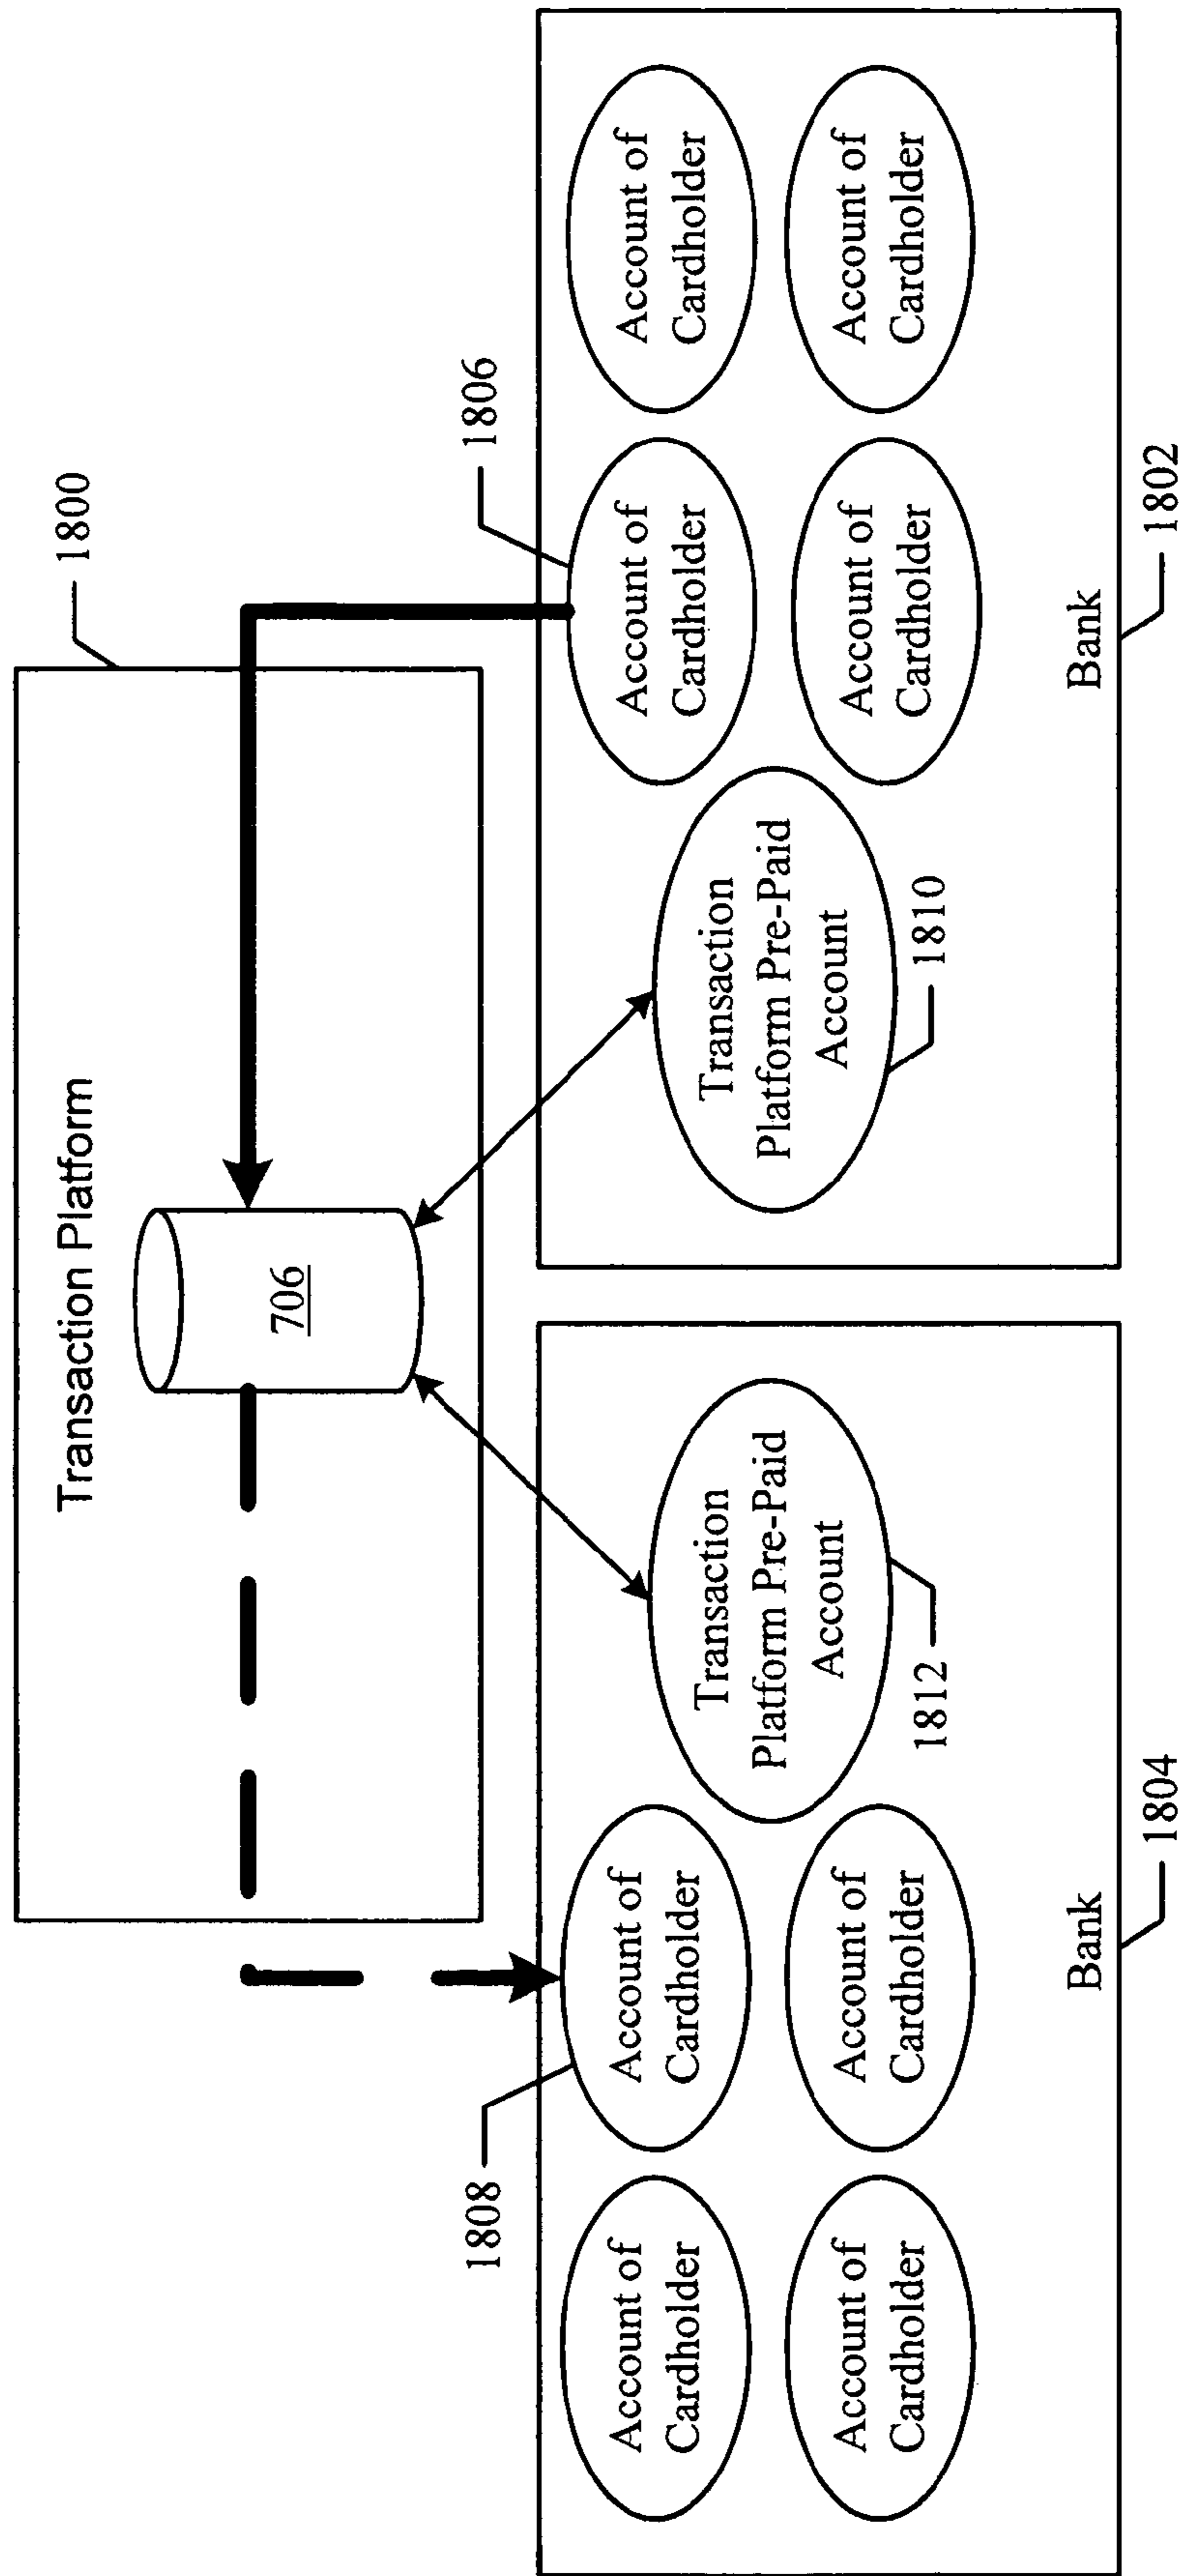 Transaction Platform
1800
706
1808
1806
Account of
Cardholder
Account of
Cardholder
Transaction
Platform Pre-Paid
Account
1812
Account of
Cardholder
Account of
Cardholder
Bank
1804
Transaction
Platform Pre-Paid
Account
1810
Account of
Cardholder
Account of
Cardholder
Account of
Cardholder
Account of
Cardholder
Bank
1802